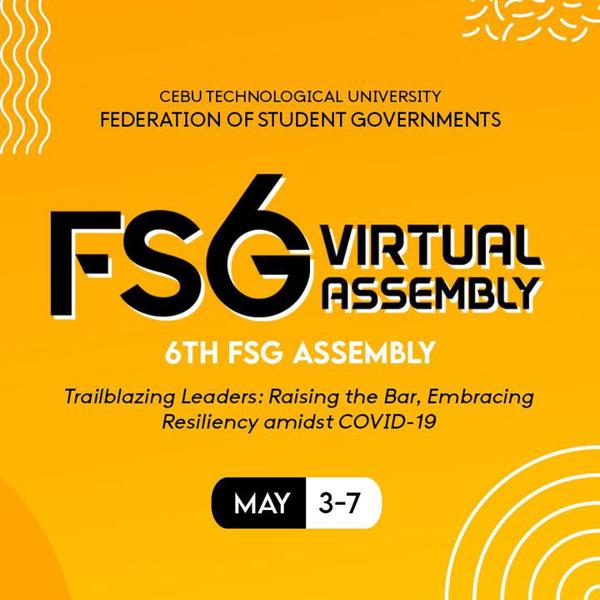 CEBU TECHNOLOGICAL UNIVERSITY
FEDERATION OF STUDENT GOVERNMENTS
FSG VIRTUAL
ASSEMBLY
6TH FSG ASSEMBLY
Trailblazing Leaders: Raising the Bar, Embracing
Resiliency amidst COVID-19
MAY 3-7